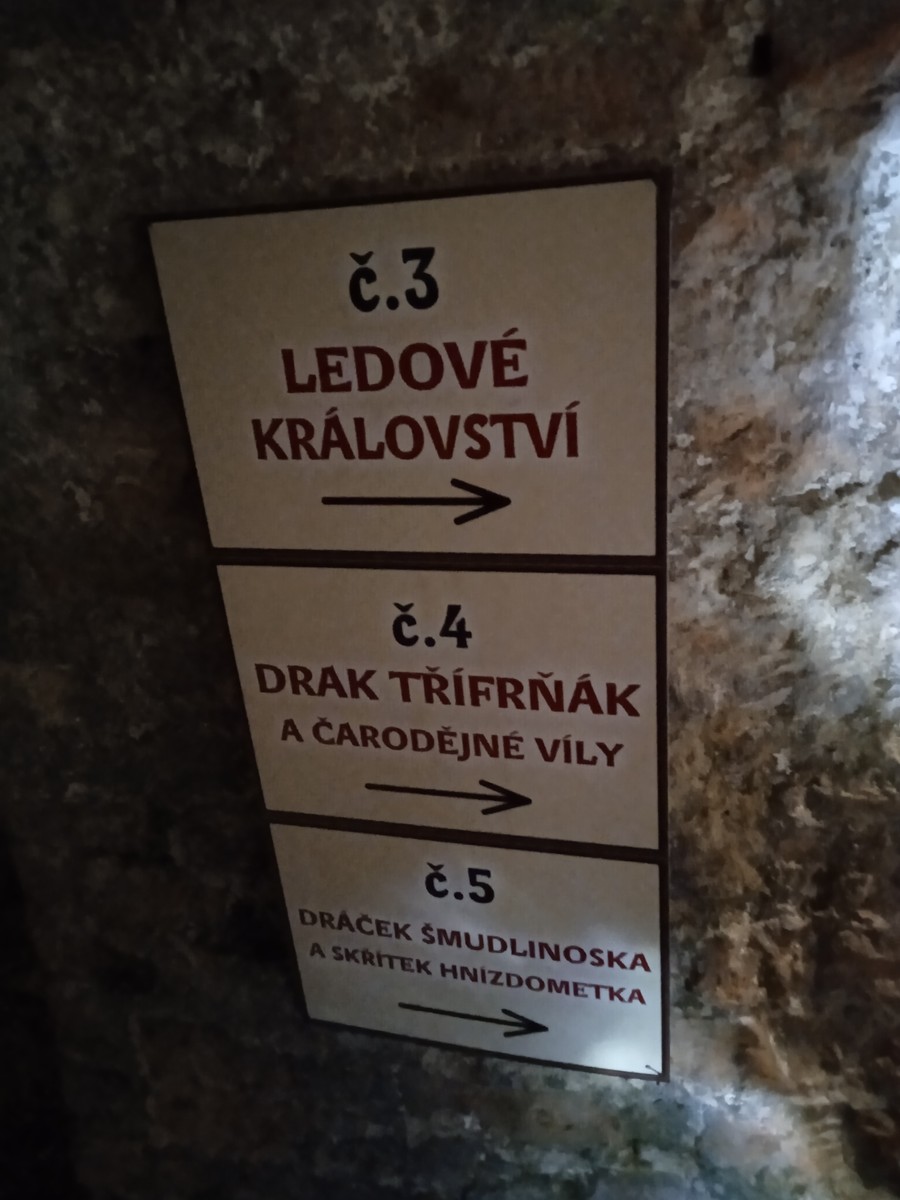 č.3
LEDOVÉ
KRÁLOVSTVÍ
č.4
DRAK TŘÍFRŇÁK
A ČARODĚJNÉ VÍLY
č.5
DRÁČEK ŠMUDLINOSKA
A SKŘÍTEK HNÍZDOMETKA